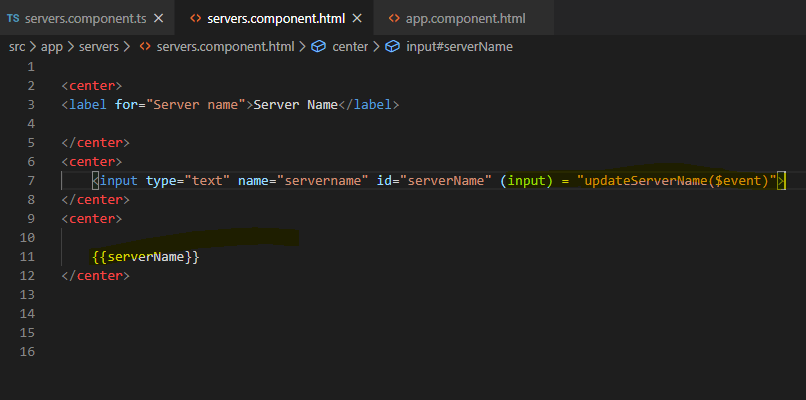 TS servers.component.ts × <> servers.component.html × <> app.component.html
src > app > servers > <> servers.component.html > center > input#serverName
1
2 <center>
3 <label for="Server name">Server Name</label>
4
5 </center>
6 <center>
7 <input type="text" name="servername" id="serverName" (input) = "updateServerName($event)">
8 </center>
9 <center>
10
11 {{serverName}}
12 </center>
13
14
15
16